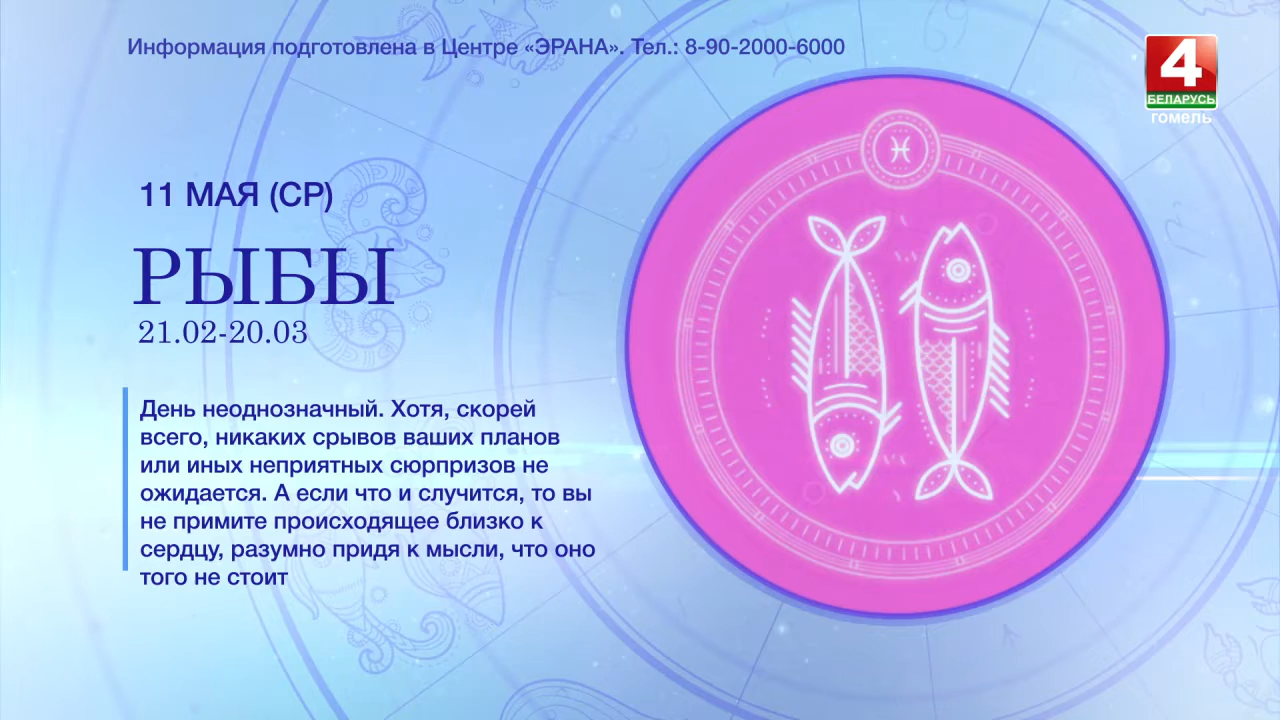 Информация подготовлена в Центре «ЭРАНА». Тел.: 8-90-2000-6000
4
БЕЛАРУСЬ
гомель
11 МАЯ (СР)
РЫБЫ
21.02-20.03
День неоднозначный. Хотя, скорей
всего, никаких срывов ваших планов
или иных неприятных сюрпризов не
ожидается. А если что и случится, то вы
не примите происходящее близко к
сердцу, разумно придя к мысли, что оно
того не стоит